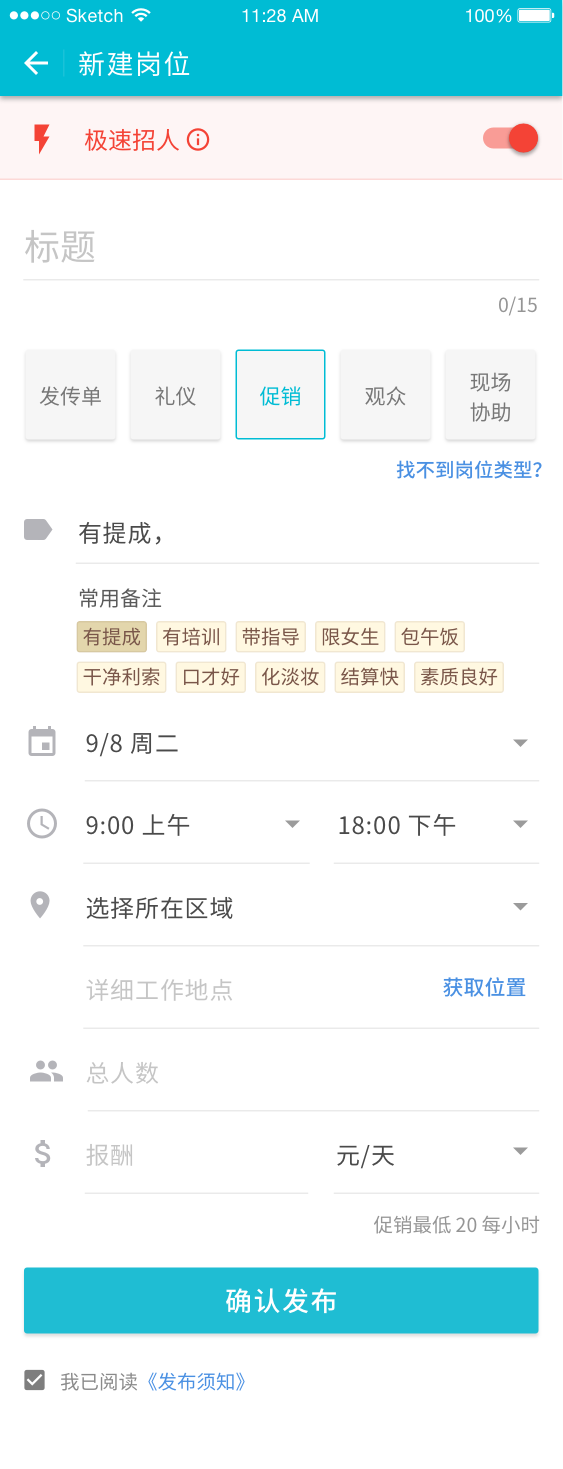 Sketch 11:28 AM 100%
新建岗位
极速招人
标题
0/15
发传单 礼仪 促销 观众 现场协助
找不到岗位类型?
有提成，
常用备注
有提成 有培训 带指导 限女生 包午饭
干净利索 口才好 化淡妆 结算快 素质良好
9/8 周二
9:00 上午 18:00 下午
选择所在区域
详细工作地点 获取位置
总人数
$ 报酬 元/天
促销最低 20 每小时
确认发布
我已阅读《发布须知》